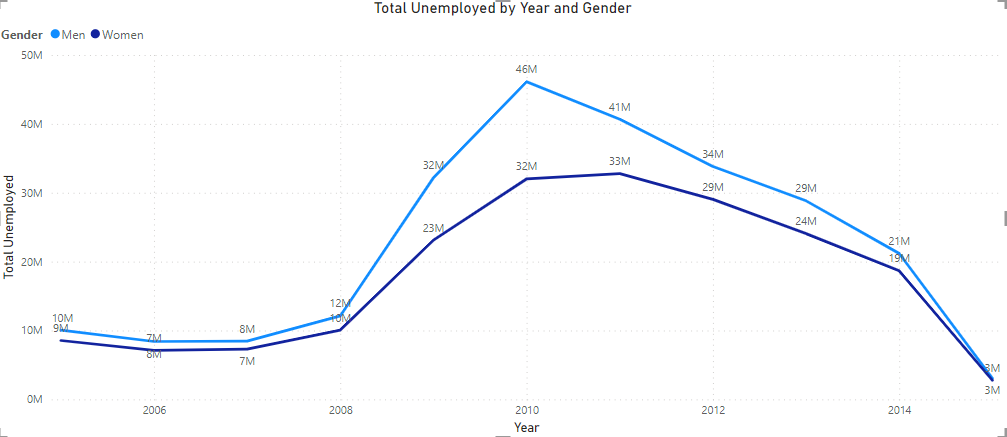 Total Unemployed by Year and Gender
Gender Men Women
50M
40M
30M
20M
10M
0M
Total Unemployed
10M
9M
7M
8M
8M
7M
12M
10M
32M
23M
46M
32M
41M
33M
34M
29M
29M
24M
21M
19M
3M
3M
2006 2008 2010 2012 2014
Year